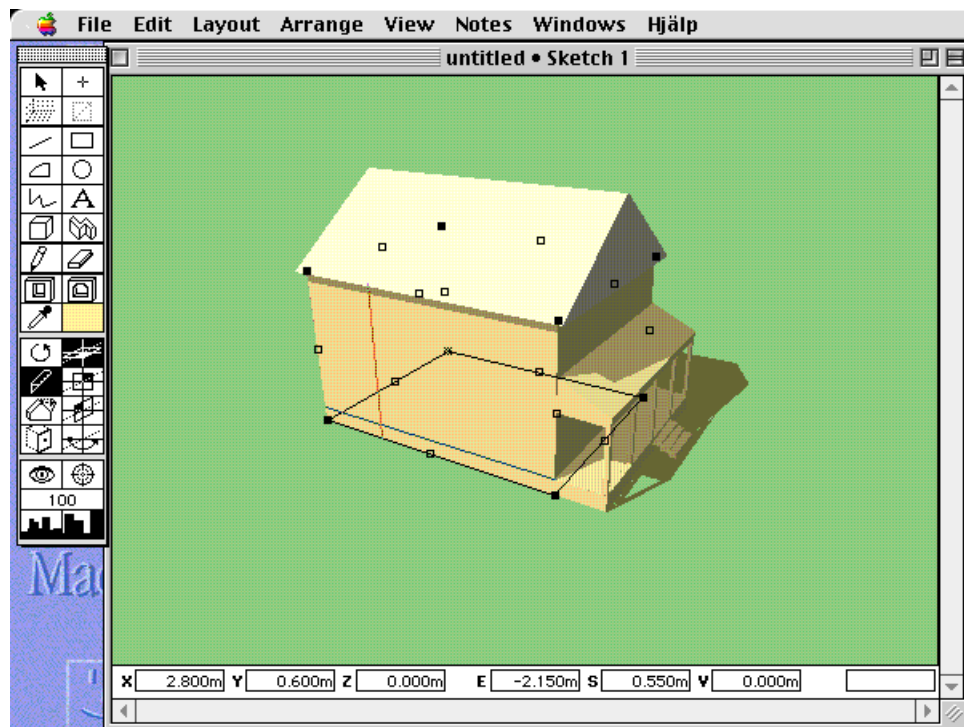 File Edit Layout Arrange View Notes Windows Hjälp
untitled • Sketch 1
A
100
X 2.800m Y 0.600m Z 0.000m E -2.150m S 0.550m V 0.000m